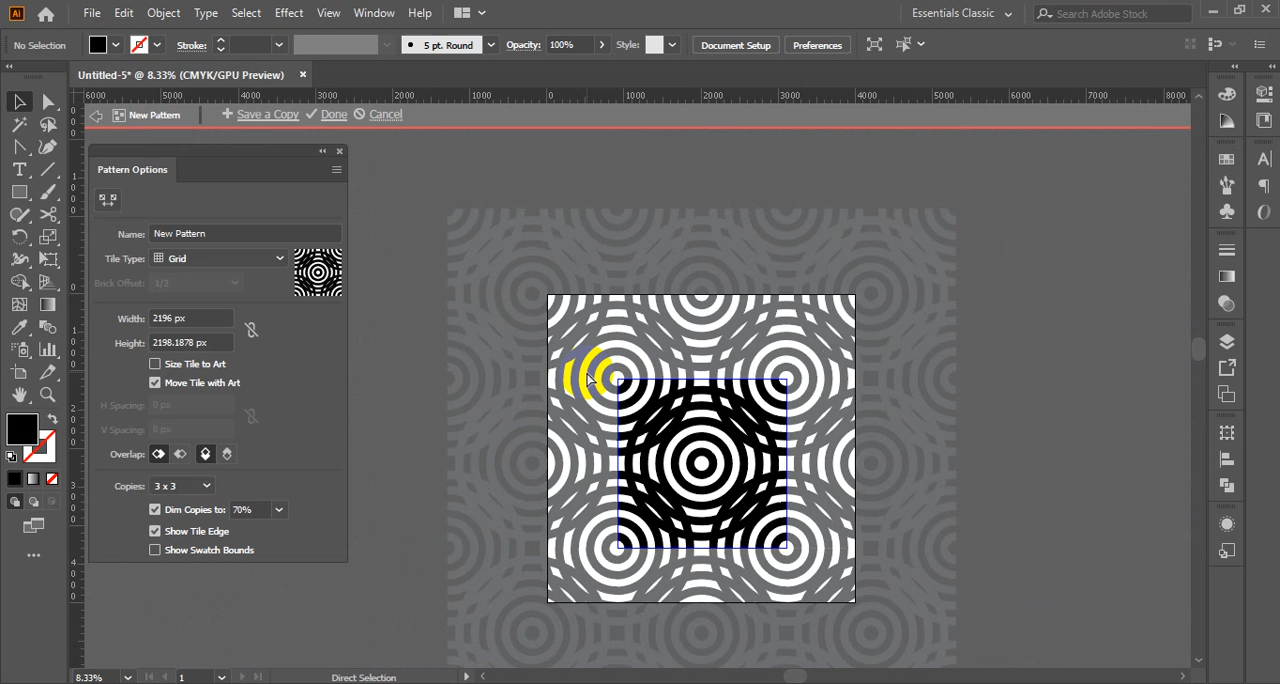 Ai File Edit Object Type Select Effect View Window Help Essentials Classic Search Adobe Stock
No Selection Stroke: 5 pt. Round Opacity: 100% Style: Document Setup Preferences
Untitled-5* @ 8.33% (CMYK/GPU Preview)
6000 5000 4000 3000 2000 1000 0 1000 2000 3000 4000 5000 6000 7000 8000
New Pattern Save a Copy Done Cancel
Pattern Options
Name: New Pattern
Tile Type: Grid
Brick Offset: 1/2
Width: 2196 px
Height: 2198.1878 px
Size Tile to Art
Move Tile with Art
H Spacing: 0 px
V Spacing: 0 px
Overlap:
Copies: 3 x 3
Dim Copies to: 70%
Show Tile Edge
Show Swatch Bounds
8.33% 1 Direct Selection